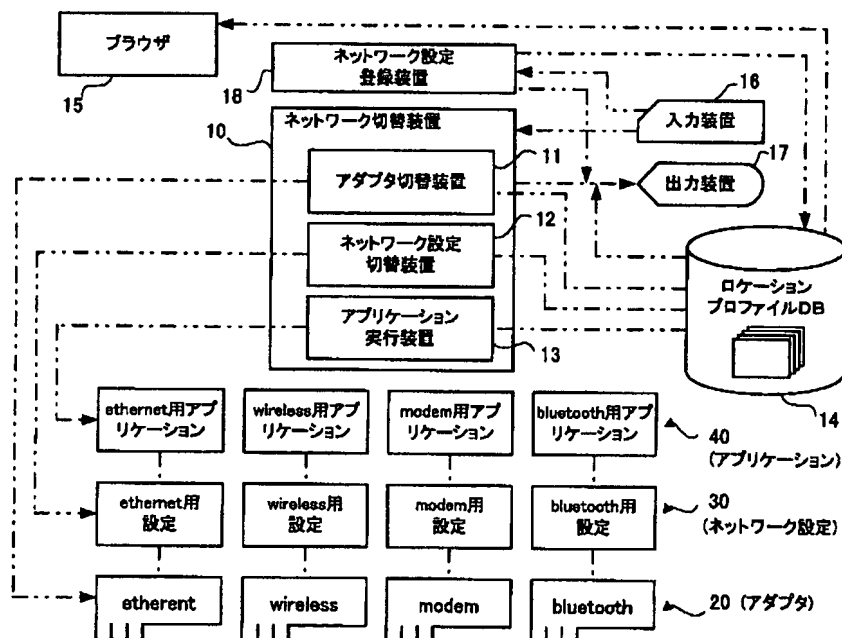 ブラウザ
15
ネットワーク設定
登録装置
18
16
入力装置
10
ネットワーク切替装置
11
アダプタ切替装置
17
出力装置
12
ネットワーク設定
切替装置
ロケーション
プロファイルDB
アプリケーション
実行装置
13
14
ethernet用アプ
リケーション
wireless用アプ
リケーション
modem用アプ
リケーション
bluetooth用アプ
リケーション
40
(アプリケーション)
ethernet用
設定
wireless用
設定
modem用
設定
bluetooth用
設定
30
(ネットワーク設定)
etherent
wireless
modem
bluetooth
20 (アダプタ)